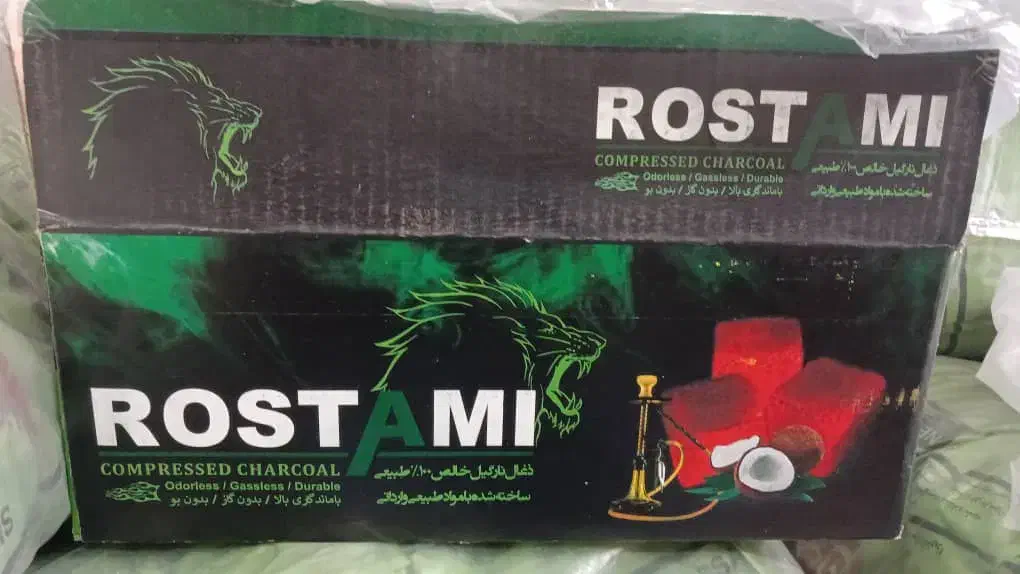 ROSTAMI
COMPRESSED CHARCOAL
Odorless / Gassless / Durable
باماندگری بالا / بدون گاز / بدون بو
ذغال نارگیل خالص ۱۰۰٪ طبیعی
ساخته شده با مواد طبیعی وارداتی
ROSTAMI
COMPRESSED CHARCOAL
Odorless / Gassless / Durable
باماندگری بالا / بدون گاز / بدون بو
ذغال نارگیل خالص ۱۰۰٪ طبیعی
ساخته شده با مواد طبیعی وارداتی